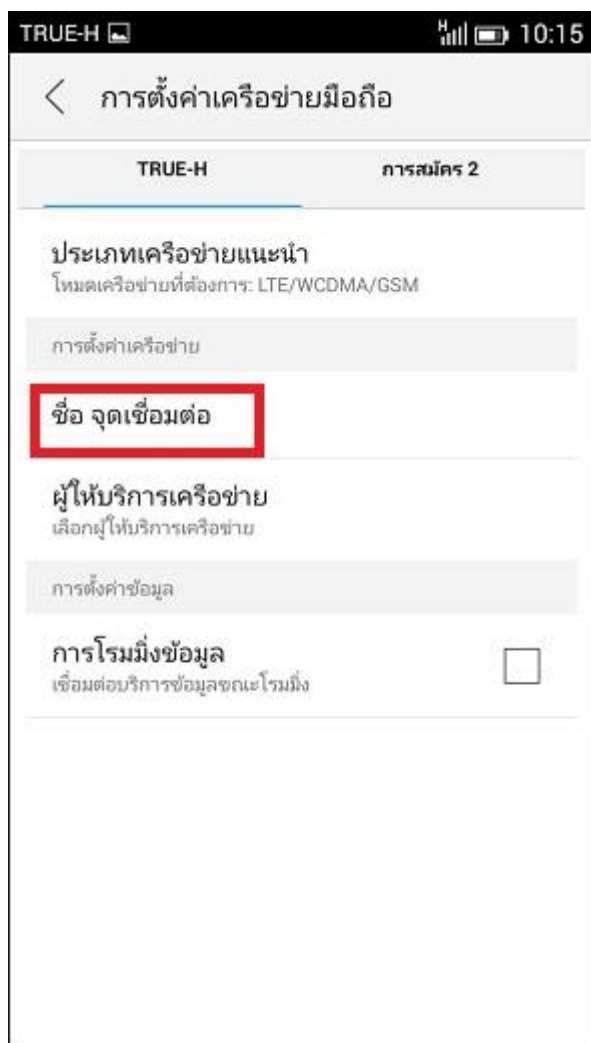 TRUE-H H 10:15
การตั้งค่าเครือข่ายมือถือ
TRUE-H การสมัคร 2
ประเภทเครือข่ายแนะนำ
โหมดเครือข่ายที่ต้องการ: LTE/WCDMA/GSM
การตั้งค่าเครือข่าย
ชื่อ จุดเชื่อมต่อ
ผู้ให้บริการเครือข่าย
เลือกผู้ให้บริการเครือข่าย
การตั้งค่าข้อมูล
การโรมมิ่งข้อมูล
เชื่อมต่อบริการข้อมูลขณะโรมมิ่ง